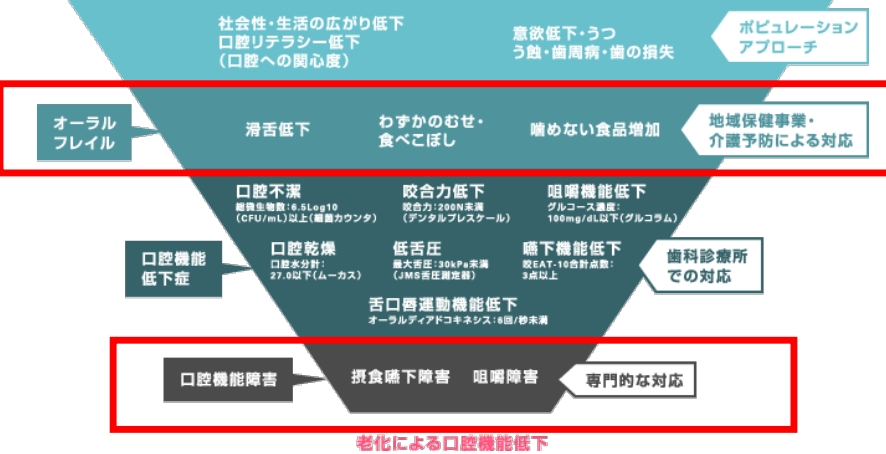 社会性・生活の広がり低下
口腔リテラシー低下
(口腔への関心度)
意欲低下・うつ
う蝕・歯周病・歯の損失
ポピュレーション
アプローチ
オーラル
フレイル
滑舌低下
わずかのむせ・
食べこぼし
噛めない食品増加
地域保健事業・
介護予防による対応
口腔不潔
総微生物数:6.5Log10
(CFU/mL)以上(細菌カウンタ)
咬合力低下
咬合力:200N未満
(デンタルプレスケール)
咀嚼機能低下
グルコース濃度:
100mg/dL以下(グルコラム)
口腔機能
低下症
口腔乾燥
口腔水分計:
27.0以下(ムーカス)
低舌圧
最大舌圧:30kPa未満
(JMS舌圧測定器)
嚥下機能低下
咬EAT-10合計点数:
3点以上
歯科診療所
での対応
舌口唇運動機能低下
オーラルディアドコキネシス:6回/秒未満
口腔機能障害
摂食嚥下障害 咀嚼障害
専門的な対応
老化による口腔機能低下